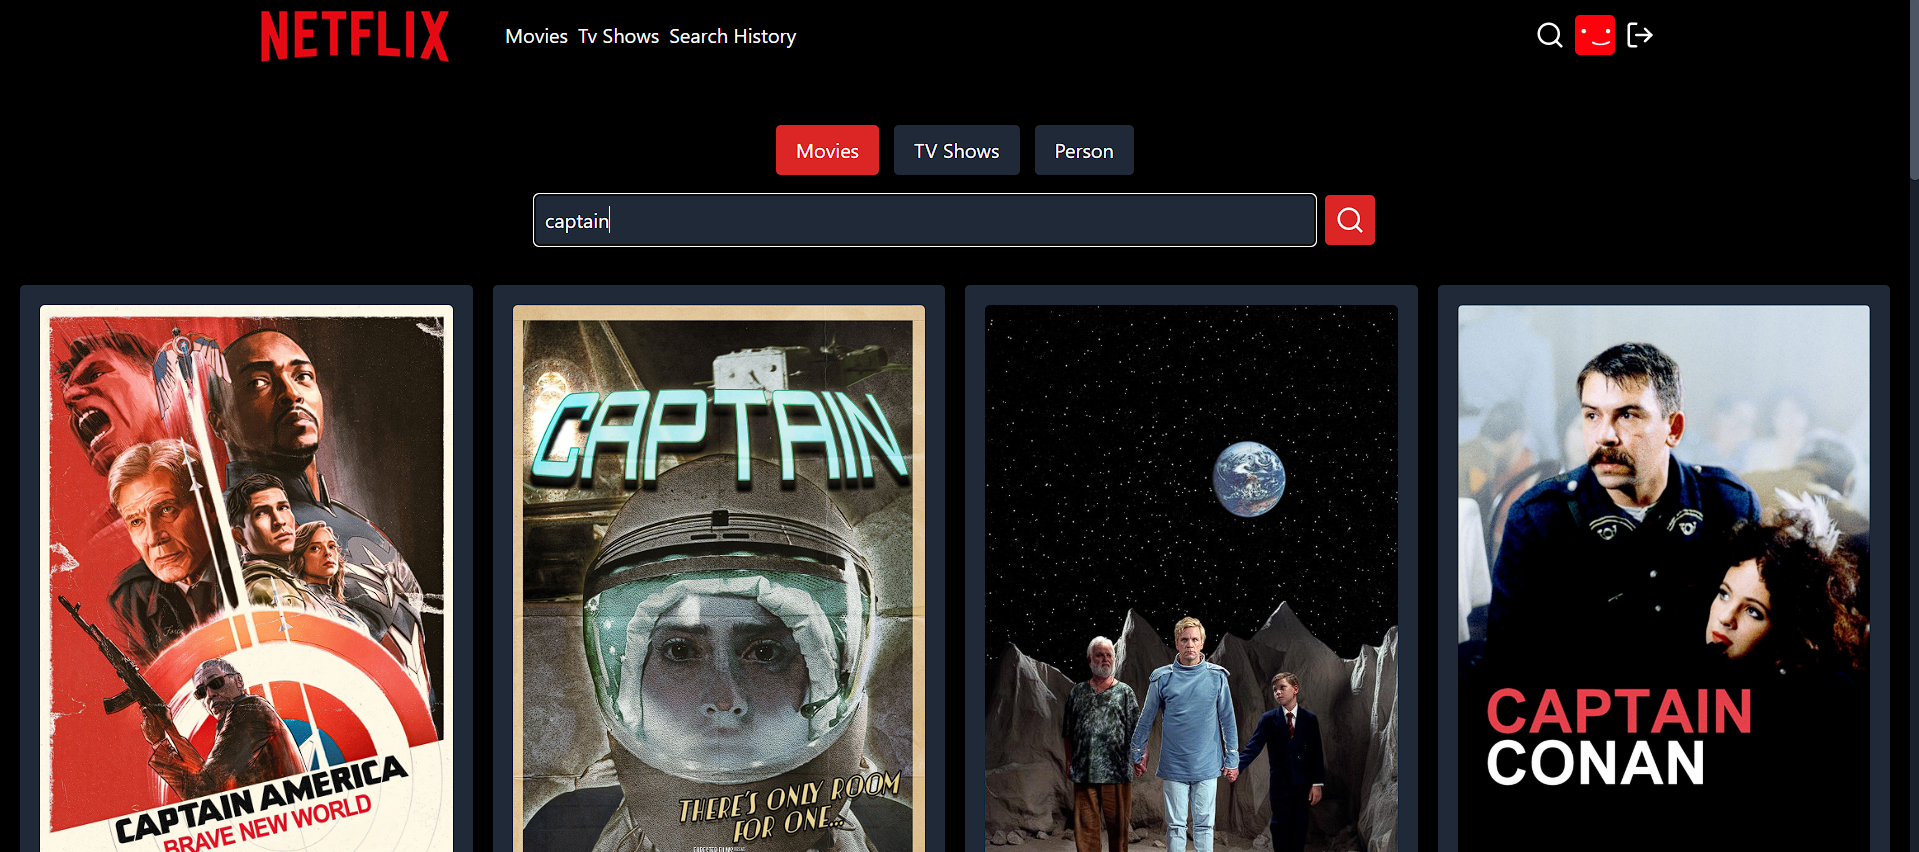 NETFLIX
Movies Tv Shows Search History
Movies TV Shows Person
captain
CAPTAIN AMERICA
BRAVE NEW WORLD
CAPTAIN
THERE'S ONLY ROOM
FOR ONE...
CAPTAIN
CONAN